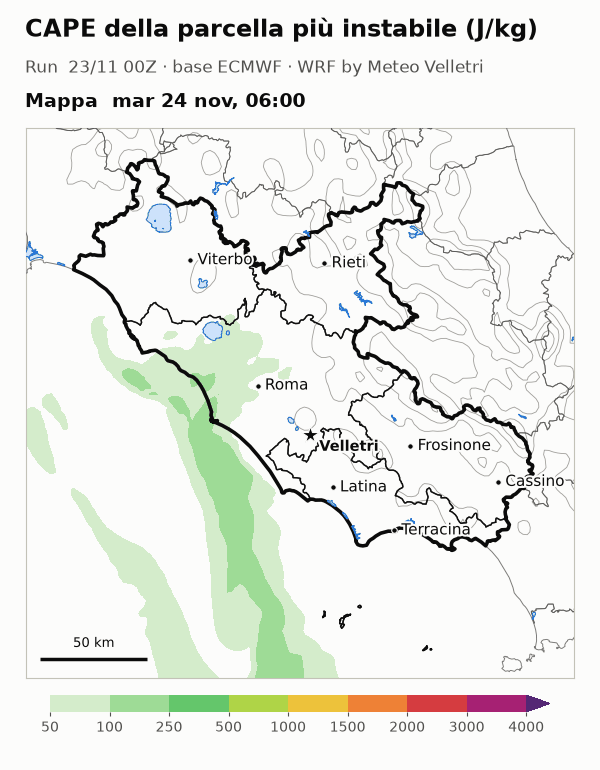 CAPE della parcella più instabile (J/kg)
Run 23/11 00Z · base ECMWF · WRF by Meteo Velletri
Mappa mar 24 nov, 06:00
Viterbo
Rieti
Roma
Velletri
Frosinone
Latina
Cassino
Terracina
50 km
50 100 250 500 1000 1500 2000 3000 4000